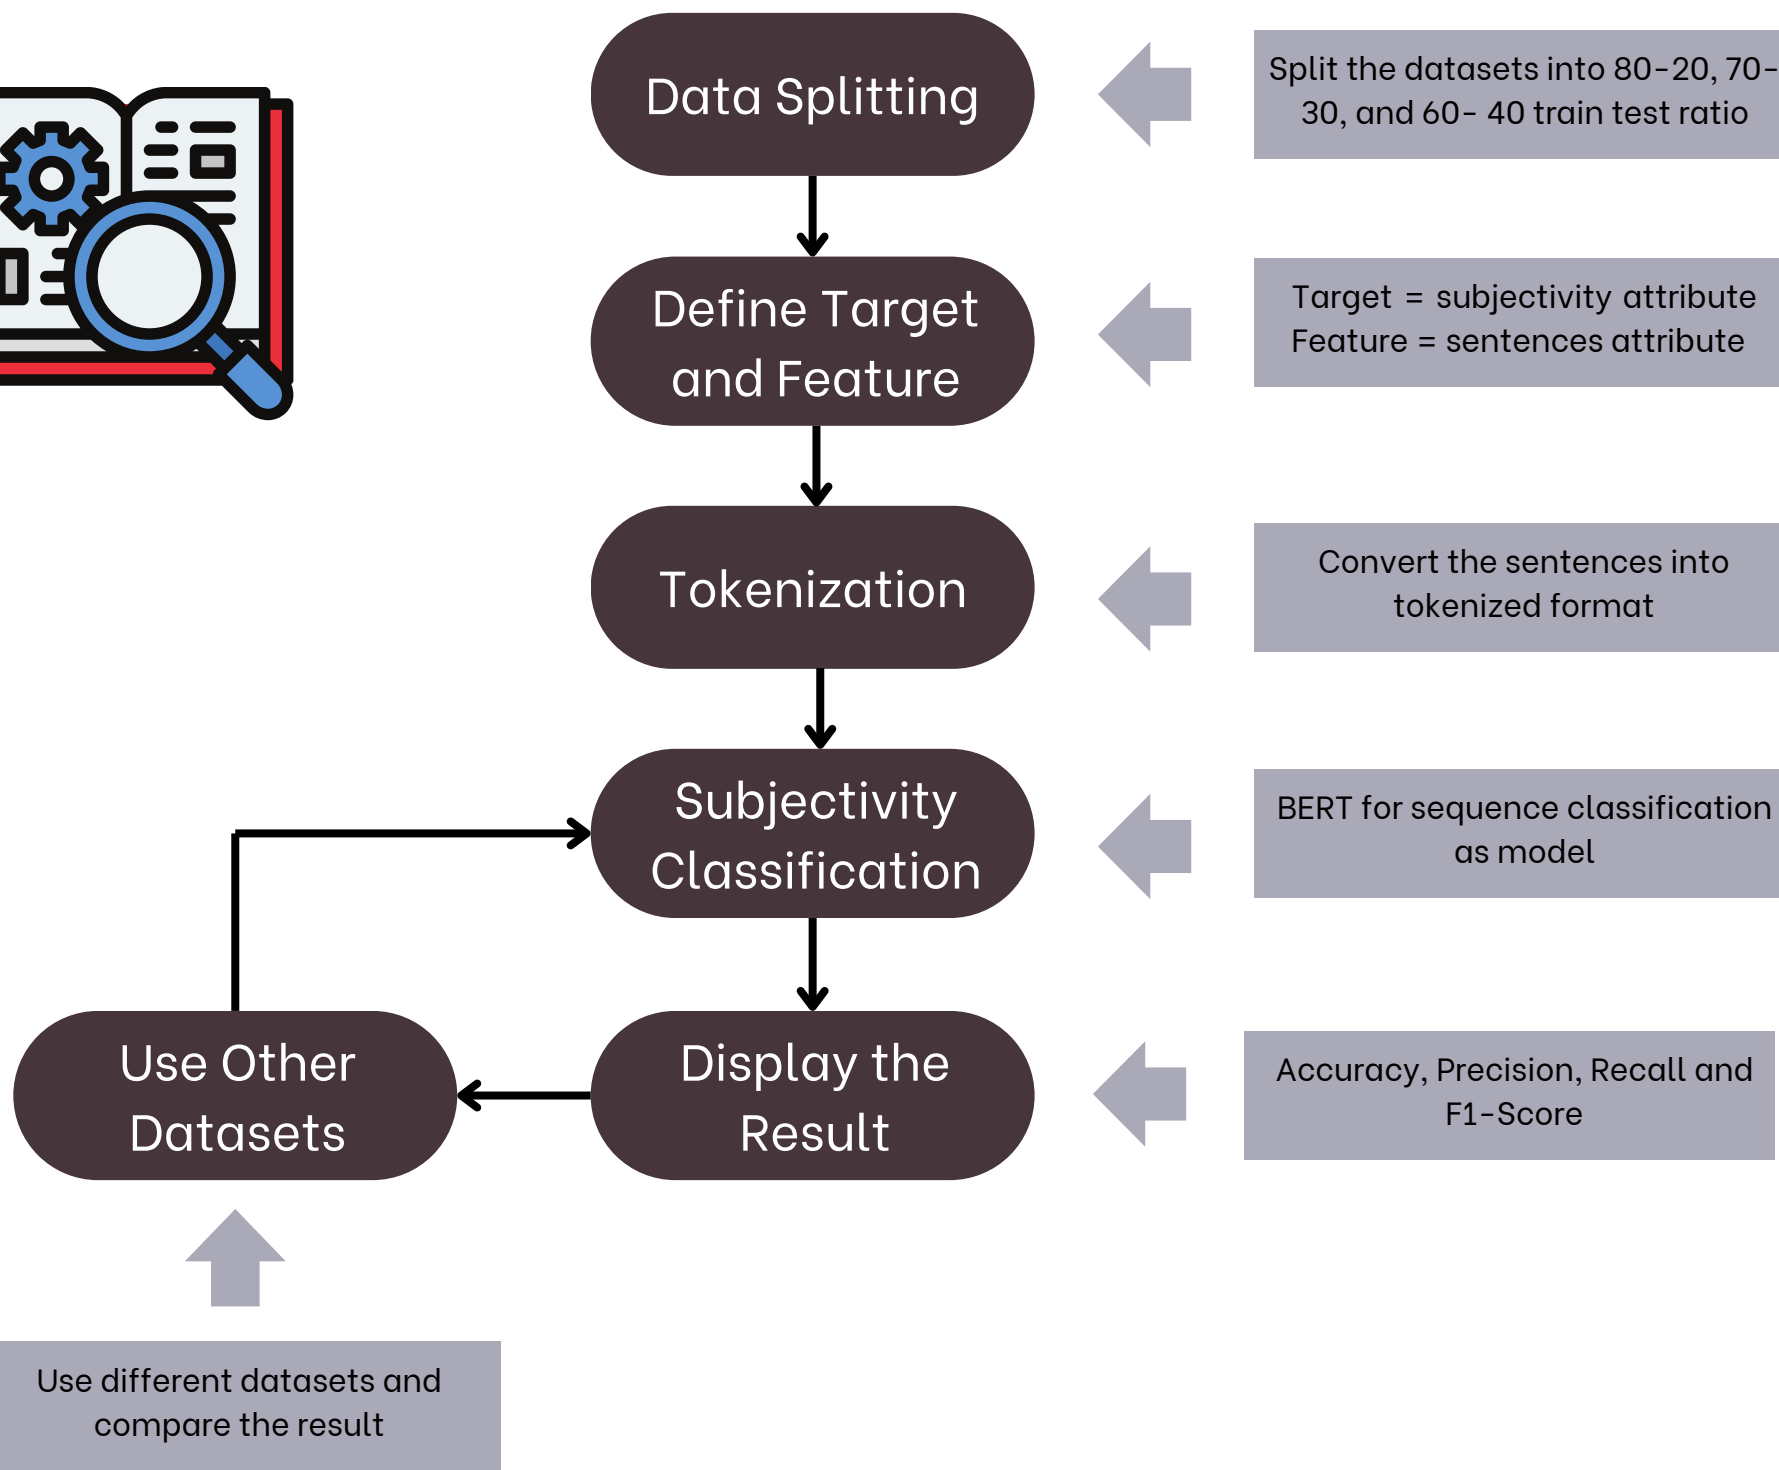 Data Splitting
Split the datasets into 80-20, 70-
30, and 60- 40 train test ratio
Define Target
and Feature
Target = subjectivity attribute
Feature = sentences attribute
Tokenization
Convert the sentences into
tokenized format
Subjectivity
Classification
BERT for sequence classification
as model
Display the
Result
Accuracy, Precision, Recall and
F1-Score
Use Other
Datasets
Use different datasets and
compare the result